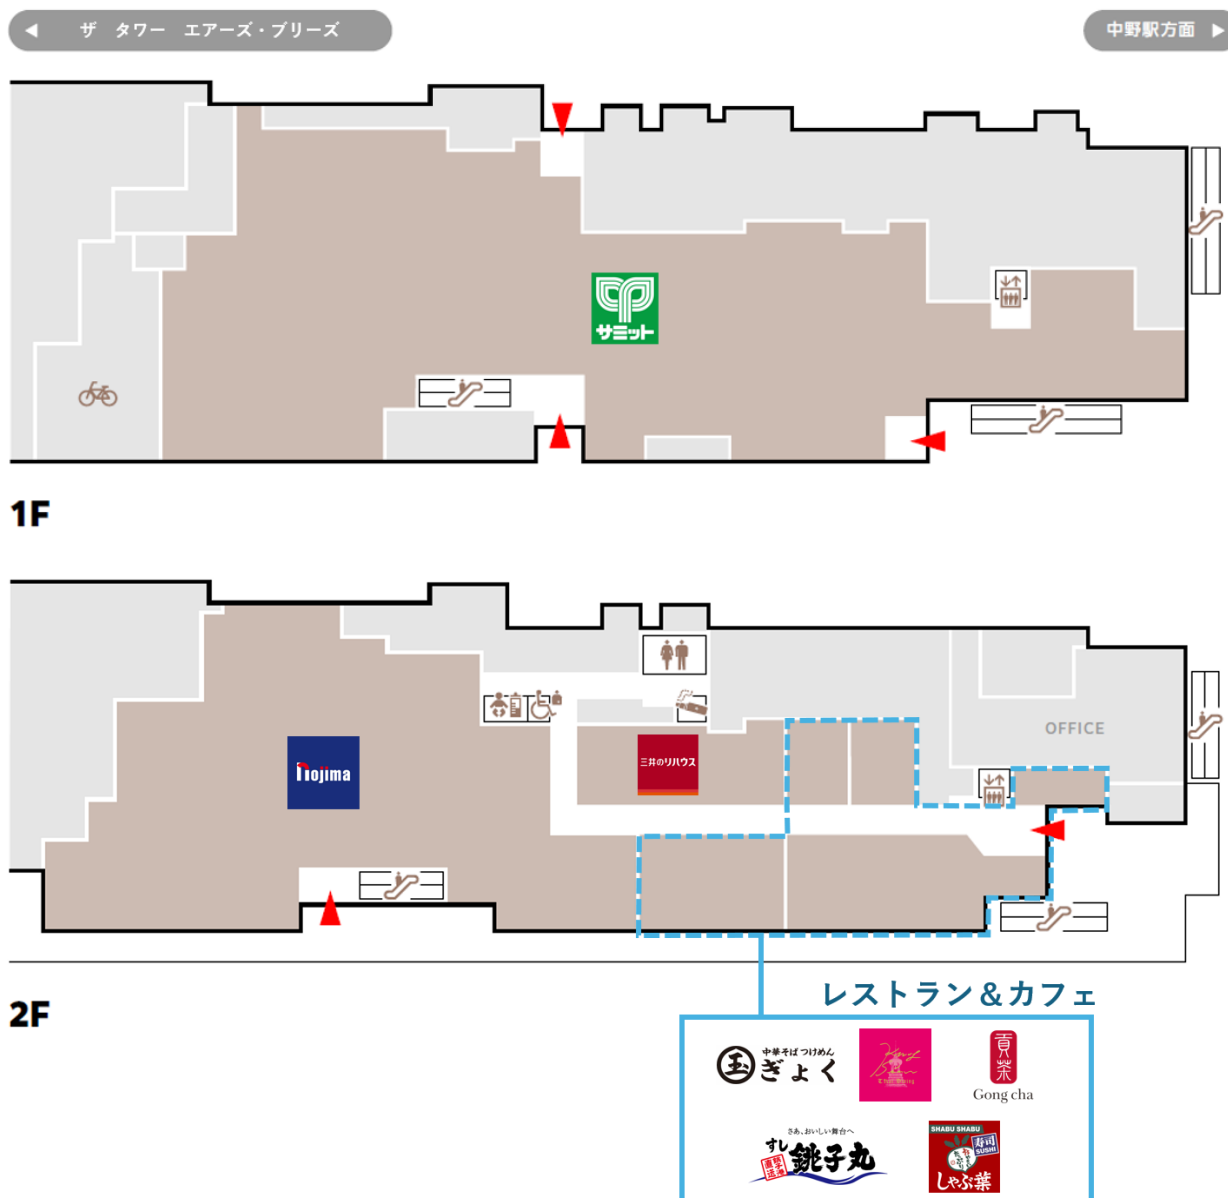 ザ タワー エアーズ・ブリーズ
中野駅方面
サミット
1F
nojima
三井のリハウス
OFFICE
2F
レストラン＆カフェ
玉
中華そば つけめん
ぎょく
貢茶
Gong cha
さあ、おいしい舞台へ
すし
銚子丸
SHABU SHABU
寿司
SUSHI
しゃぶ葉